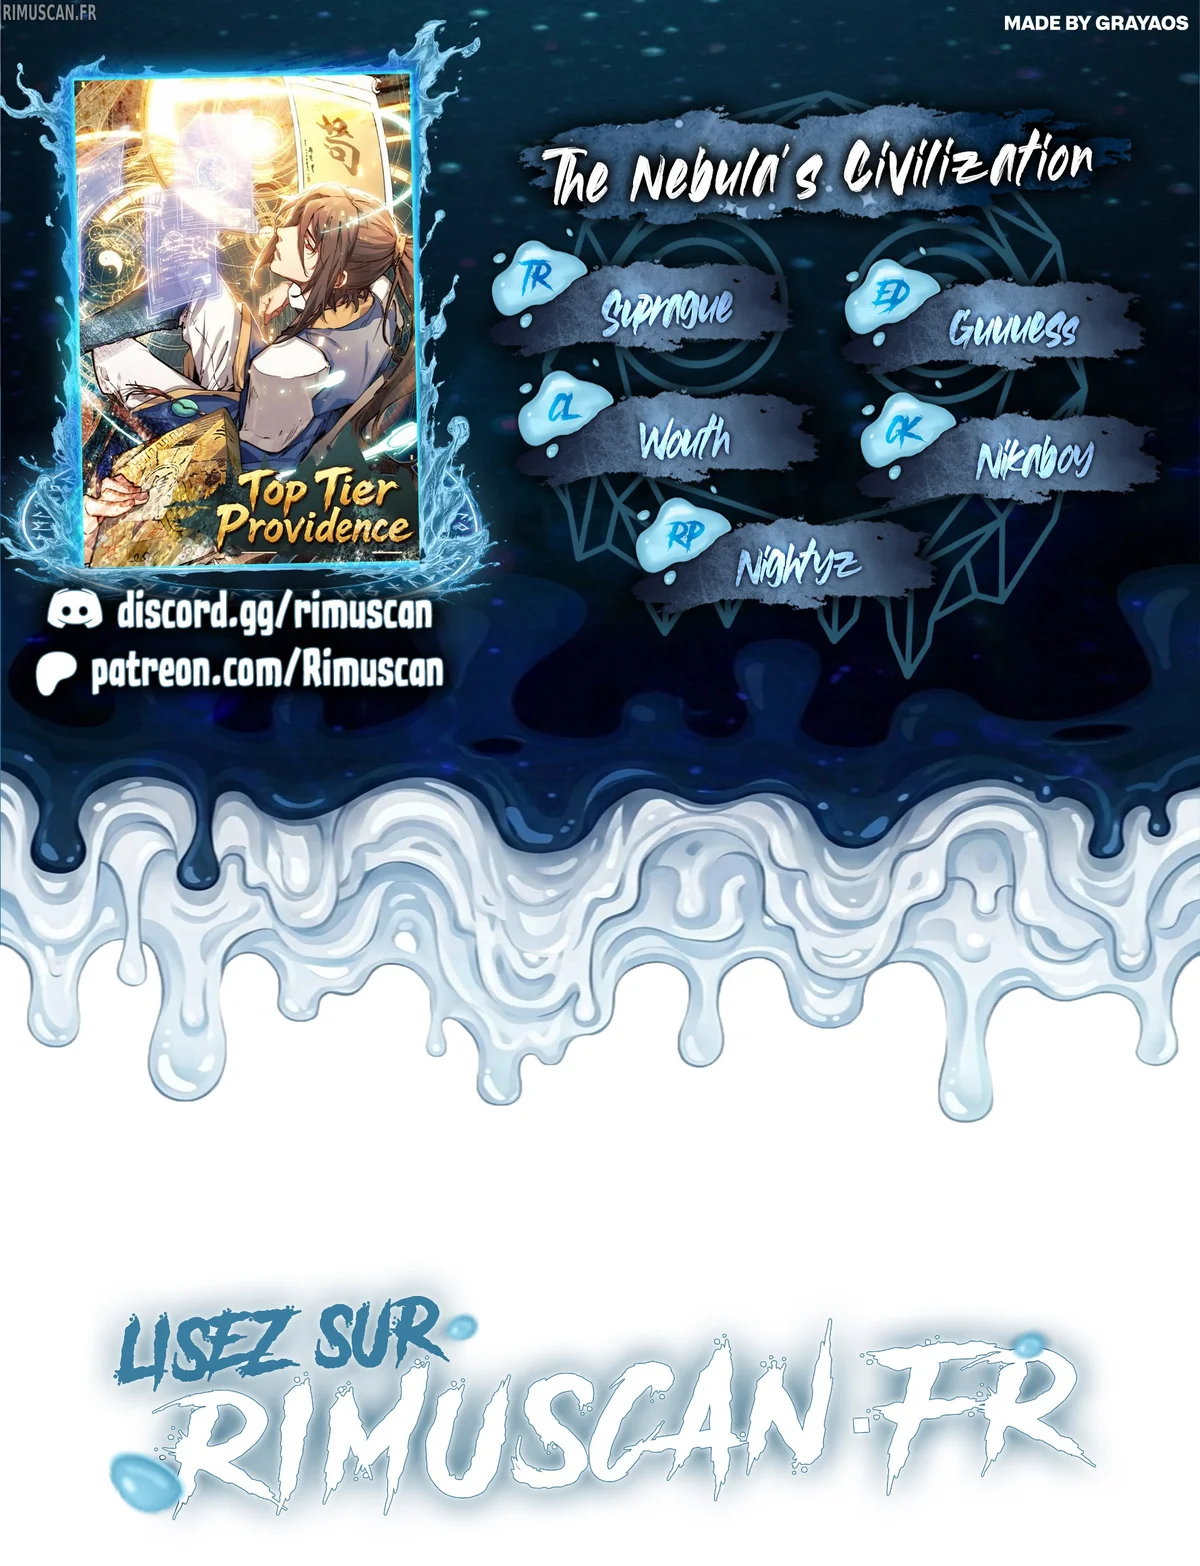 RIMUSCAN.FR
MADE BY GRAYAOS
The Nebula's Civilization
TR Suprague
ED Guuuess
CL Wouth
CK Nikaboy
RP Nightyz
Top Tier
Providence
discord.gg/rimuscan
patreon.com/Rimuscan
LISEZ SUR
RIMUSCAN.FR